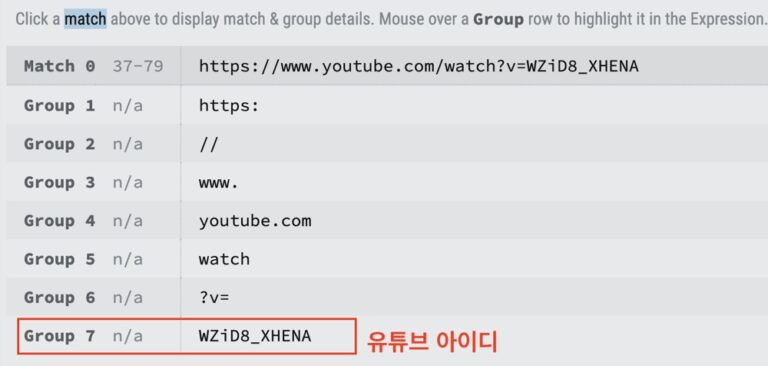 Click a match above to display match & group details. Mouse over a Group row to highlight it in the Expression.
Match 0 37-79 https://www.youtube.com/watch?v=WZiD8_XHENA
Group 1 n/a https:
Group 2 n/a //
Group 3 n/a www.
Group 4 n/a youtube.com
Group 5 n/a watch
Group 6 n/a ?v=
Group 7 n/a WZiD8_XHENA 유튜브 아이디